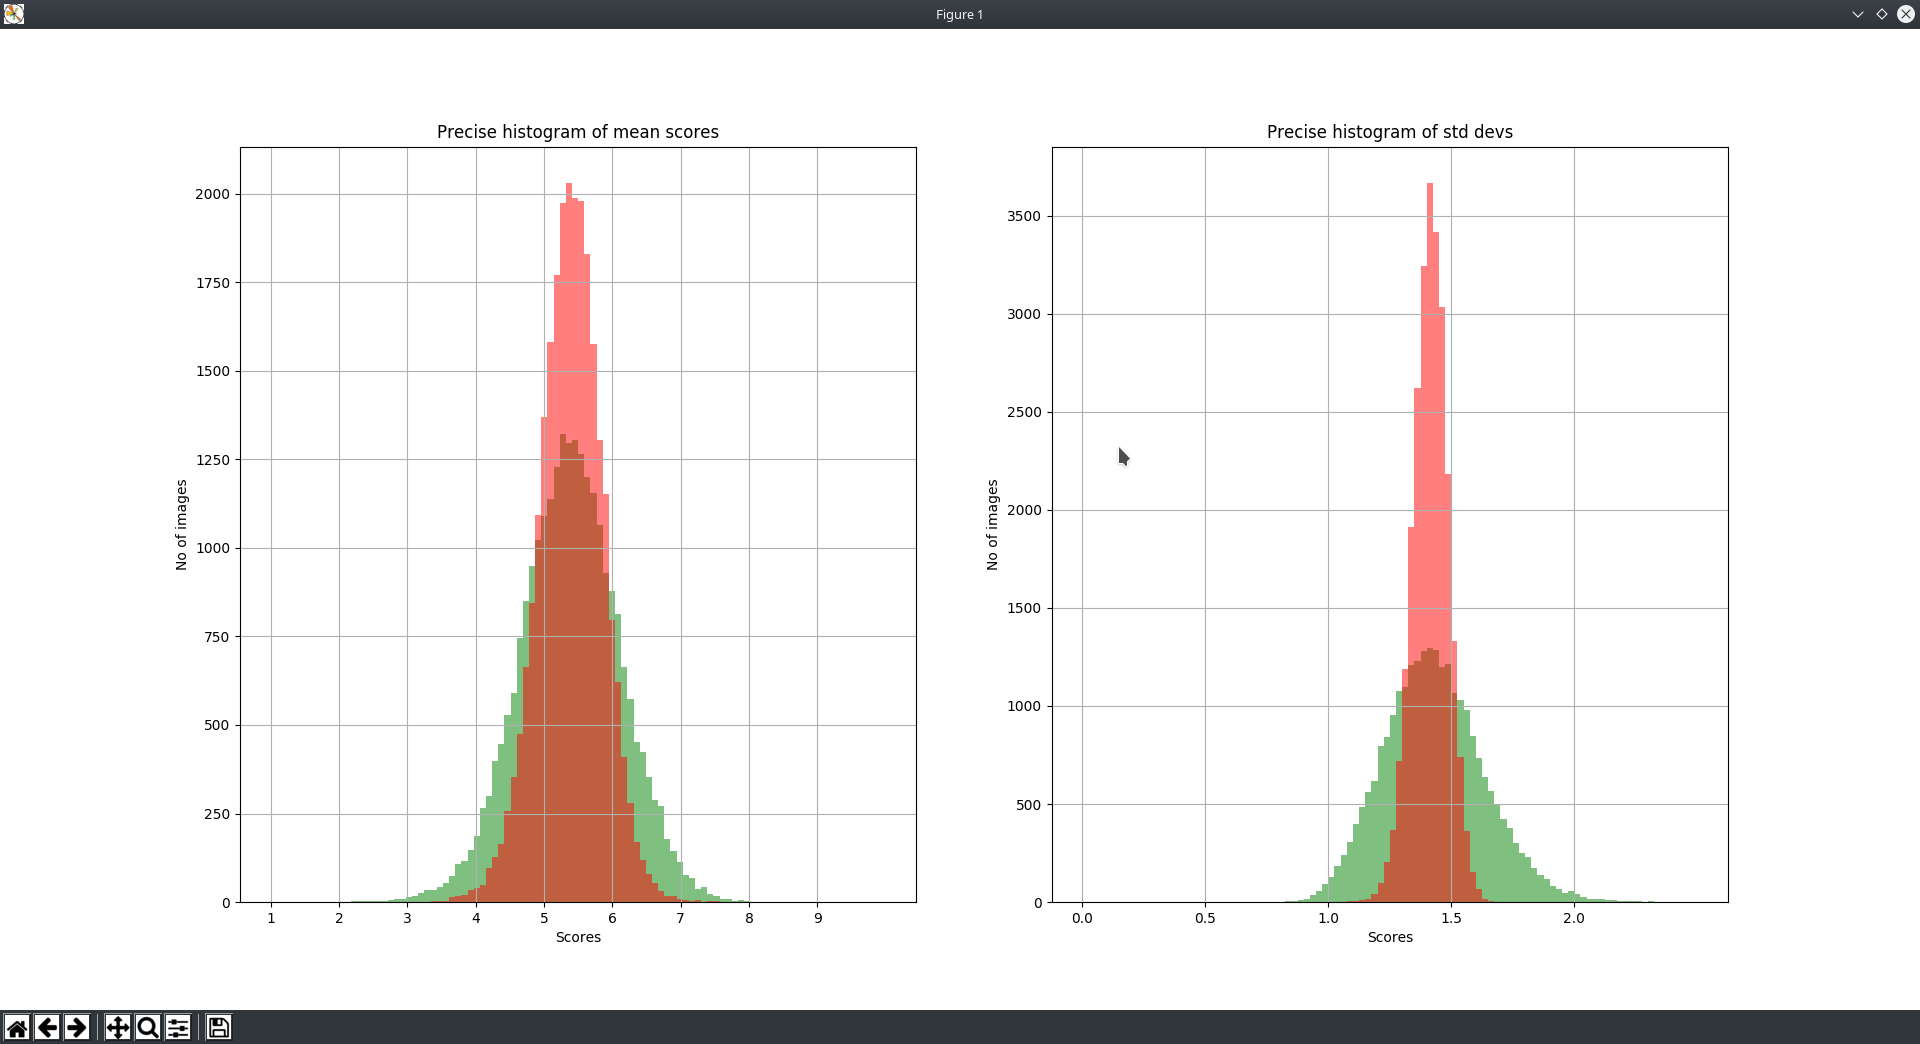 Figure 1
Precise histogram of mean scores
No of images
2000
1750
1500
1250
1000
750
500
250
0
1 2 3 4 5 6 7 8 9
Scores
Precise histogram of std devs
No of images
3500
3000
2500
2000
1500
1000
500
0
0.0 0.5 1.0 1.5 2.0
Scores